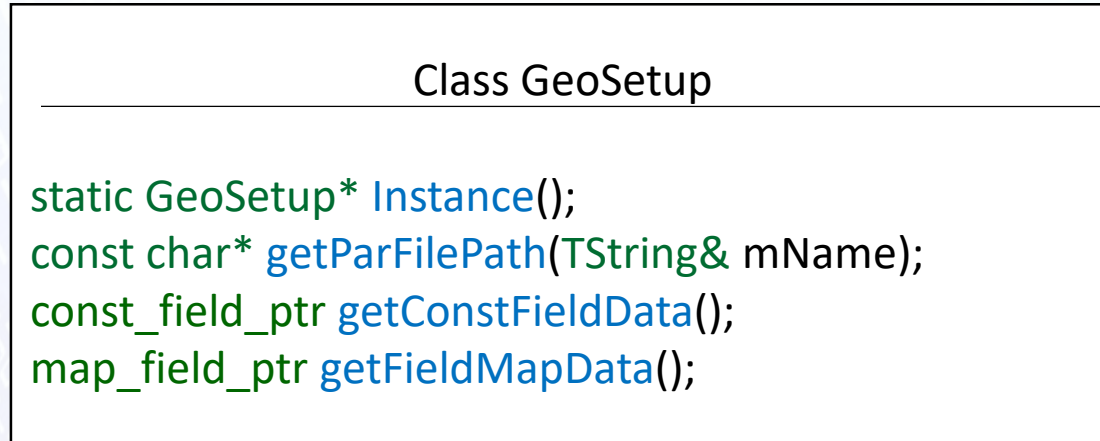 Class GeoSetup
static GeoSetup* Instance();
const char* getParFilePath(TString& mName);
const_field_ptr getConstFieldData();
map_field_ptr getFieldMapData();